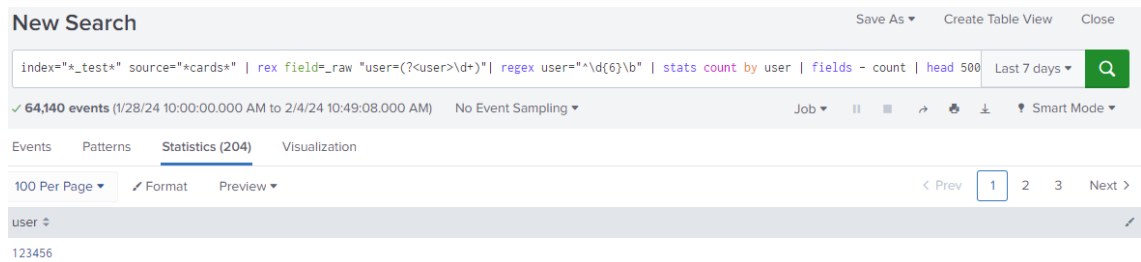 New Search
Save As ▾ Create Table View Close
index="*_test*" source="*cards*" | rex field=_raw "user=(?<user>\d+)"| regex user="^\d{6}\b" | stats count by user | fields - count | head 500
Last 7 days ▾
✓ 64,140 events (1/28/24 10:00:00.000 AM to 2/4/24 10:49:08.000 AM) No Event Sampling ▾
Job ▾ Smart Mode ▾
Events Patterns Statistics (204) Visualization
100 Per Page ▾ Format Preview ▾
< Prev 1 2 3 Next >
user
123456